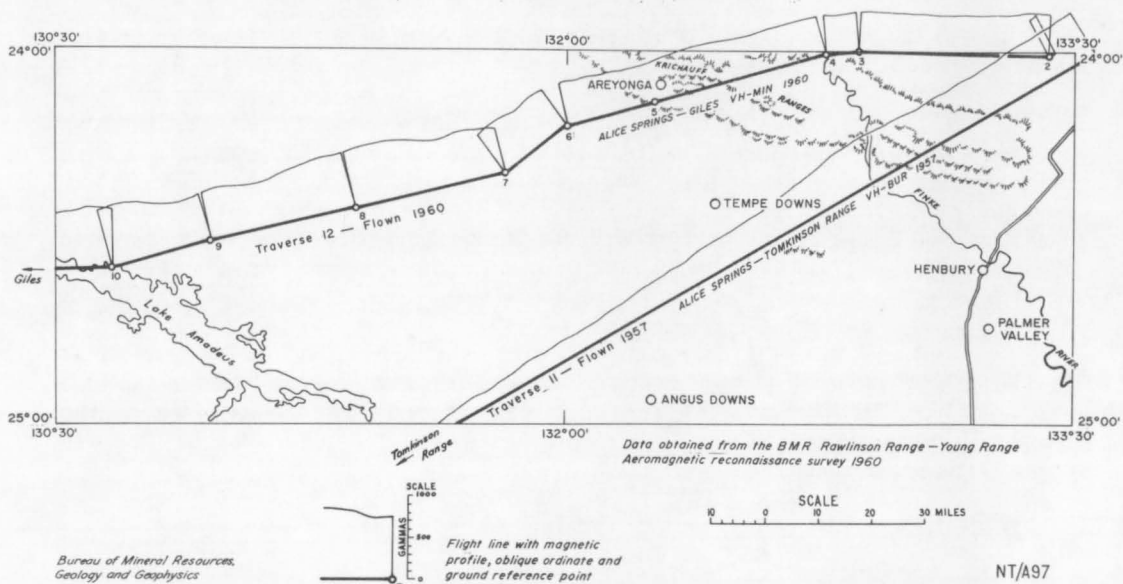 130°30'
132°00'
133°30'
24°00'
24°00'
4
3
2
KRICHAUFF
RANGES
AREYONGA
5
ALICE SPRINGS—GILES VH-MIN 1960
6
7
8
TEMPE DOWNS
Traverse 12 — Flown 1960
9
10
Giles
Lake Amadeus
FINKE
RIVER
HENBURY
PALMER
VALLEY
ALICE SPRINGS—TOMKINSON RANGE VH-BUR 1957
Traverse 11 — Flown 1957
ANGUS DOWNS
25°00'
25°00'
130°30'
132°00'
133°30'
Tomkinson
Range
Data obtained from the BMR Rawlinson Range—Young Range
Aeromagnetic reconnaissance survey 1960
SCALE
10 0 10 20 30 MILES
1000
500
0
GAMMAS
Flight line with magnetic
profile, oblique ordinate and
ground reference point
Bureau of Mineral Resources,
Geology and Geophysics
NT/A97